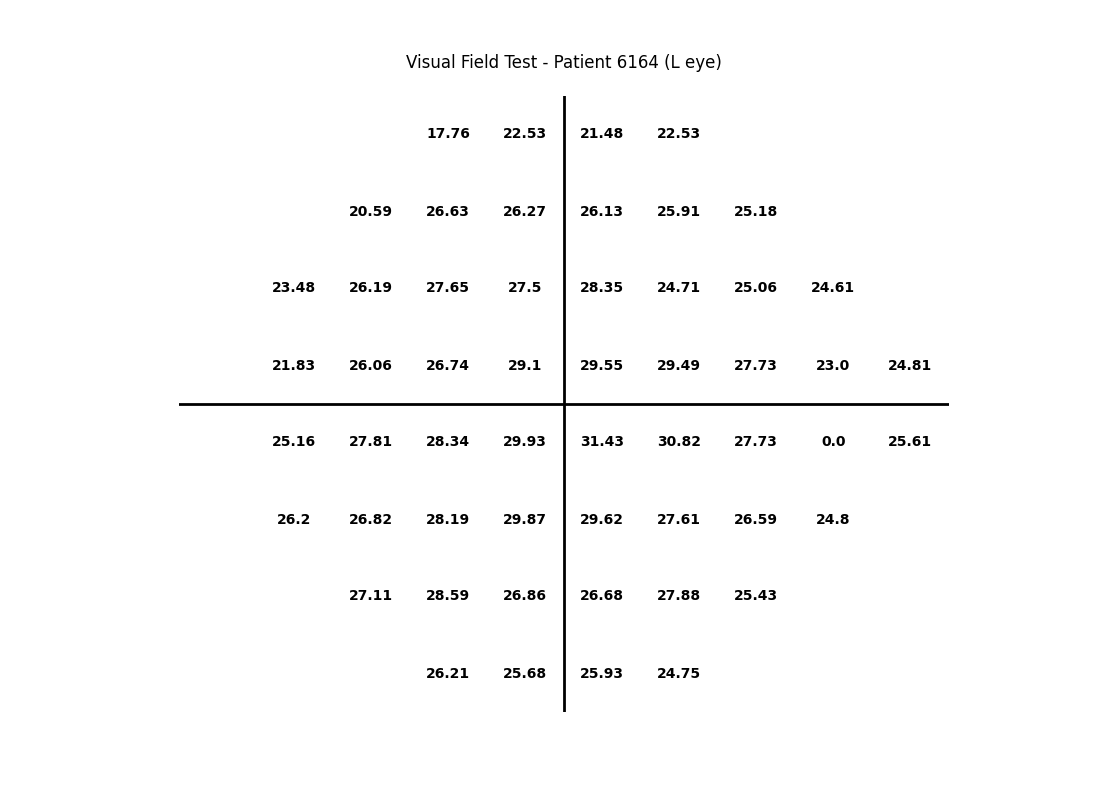 Visual Field Test - Patient 6164 (L eye)
17.76 22.53 21.48 22.53
20.59 26.63 26.27 26.13 25.91 25.18
23.48 26.19 27.65 27.5 28.35 24.71 25.06 24.61
21.83 26.06 26.74 29.1 29.55 29.49 27.73 23.0 24.81
25.16 27.81 28.34 29.93 31.43 30.82 27.73 0.0 25.61
26.2 26.82 28.19 29.87 29.62 27.61 26.59 24.8
27.11 28.59 26.86 26.68 27.88 25.43
26.21 25.68 25.93 24.75